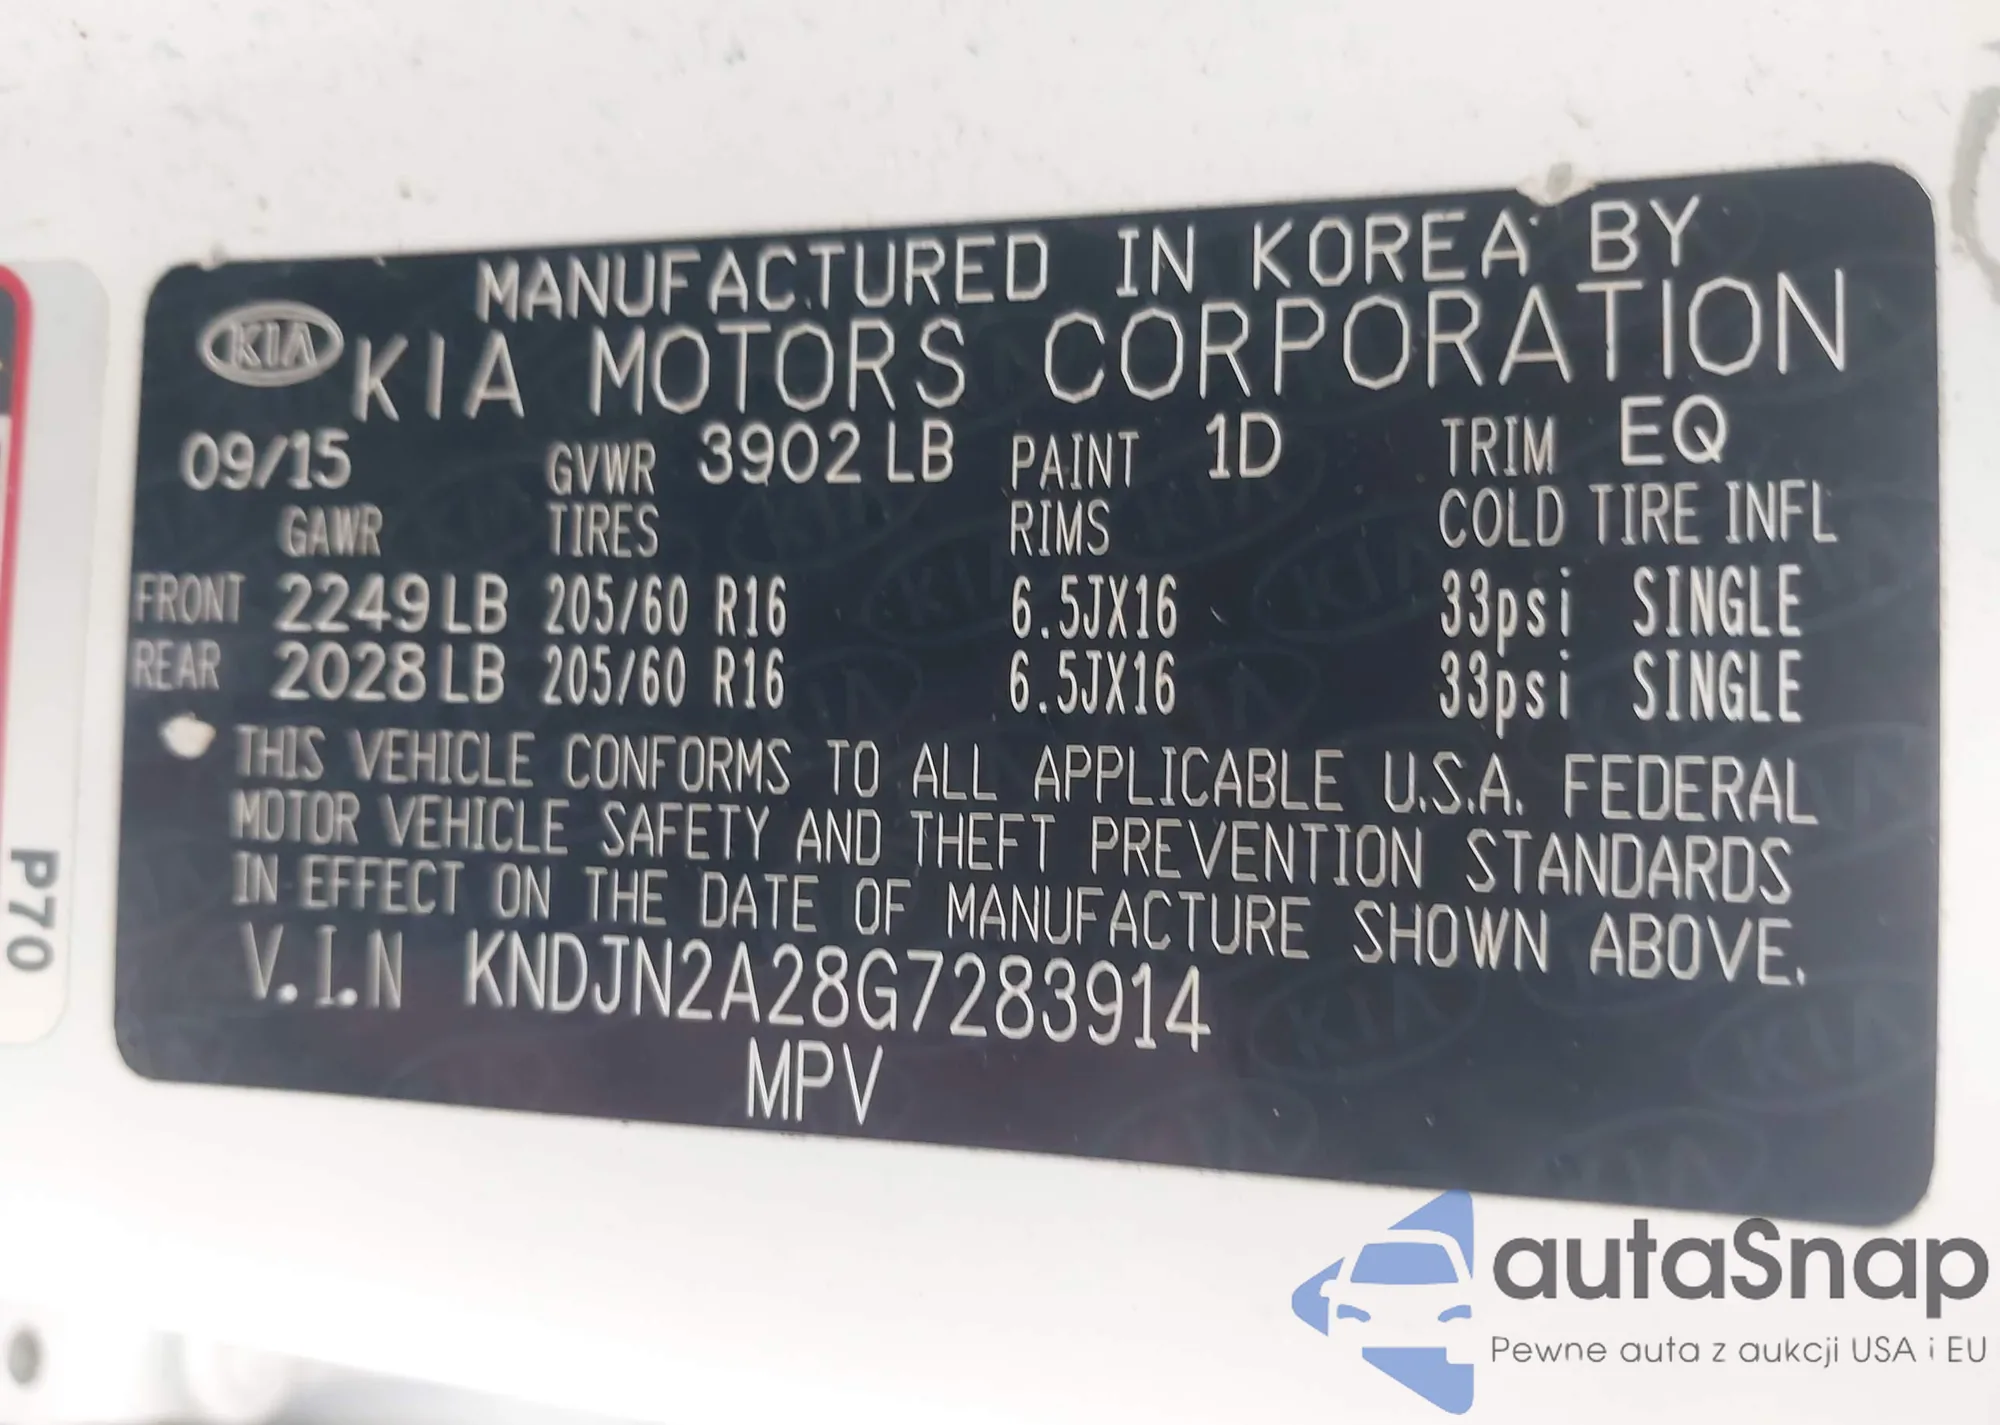 MANUFACTURED IN KOREA BY
KIA KIA MOTORS CORPORATION
09/15 GVWR 3902 LB PAINT 1D TRIM EQ
GAWR TIRES RIMS COLD TIRE INFL
FRONT 2249 LB 205/60 R16 6.5JX16 33psi SINGLE
REAR 2028 LB 205/60 R16 6.5JX16 33psi SINGLE
THIS VEHICLE CONFORMS TO ALL APPLICABLE U.S.A. FEDERAL
MOTOR VEHICLE SAFETY AND THEFT PREVENTION STANDARDS
IN EFFECT ON THE DATE OF MANUFACTURE SHOWN ABOVE.
V.I.N KNDJN2A28G7283914
MPV
P70
autaSnap
Pewne auta z aukcji USA i EU